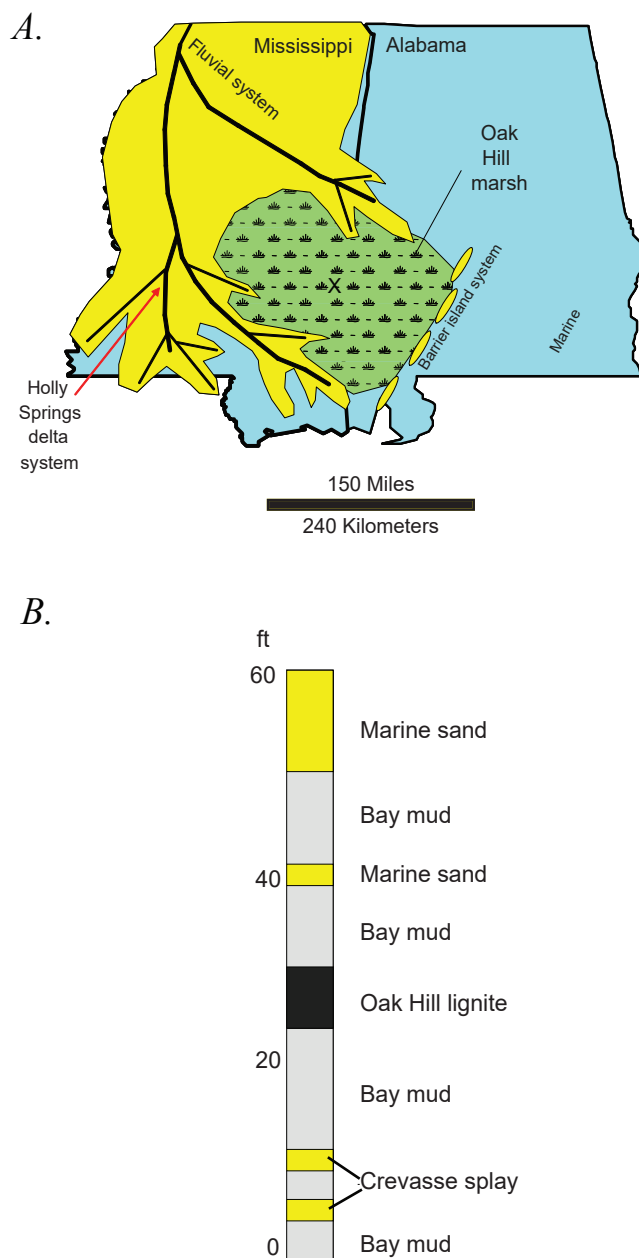 A.
Mississippi
Alabama
Fluvial system
Oak
Hill
marsh
X
Barrier island system
Marine
Holly
Springs
delta
system
150 Miles
240 Kilometers
B.
ft
60
Marine sand
Bay mud
Marine sand
40
Bay mud
Oak Hill lignite
20
Bay mud
Crevasse splay
0
Bay mud